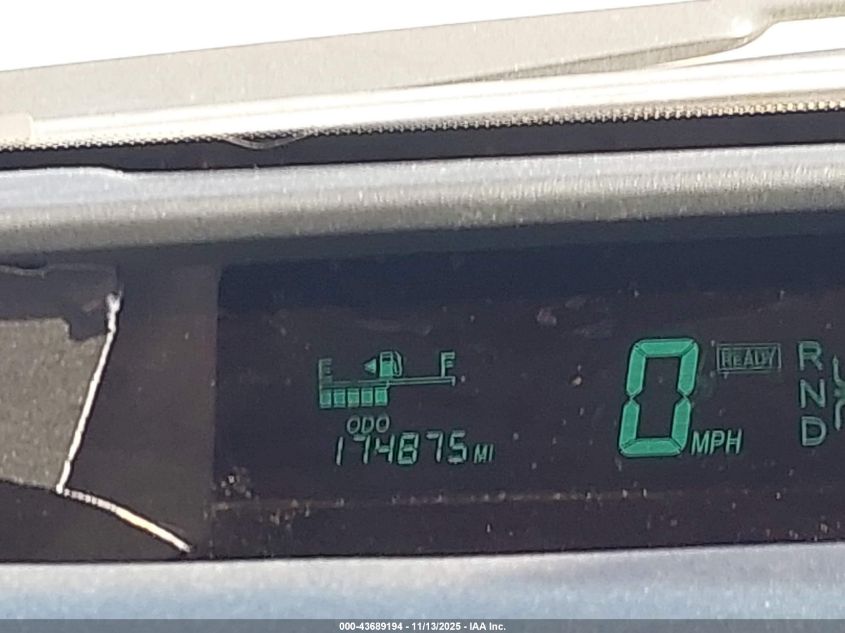 E F
ODO
174875 MI
0 MPH
READY
R
N
D
000-43689194 - 11/13/2025 - IAA Inc.